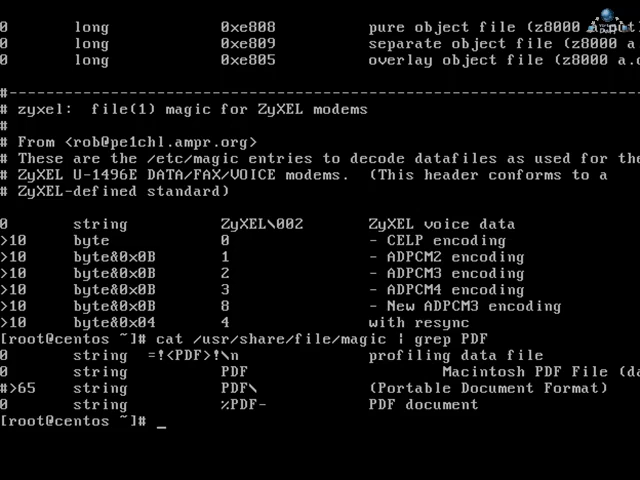 0 long 0xe808 pure object file (z8000 a.out
0 long 0xe809 separate object file (z8000 a
0 long 0xe805 overlay object file (z8000 a.o
#---------------------------------------------------------------
# zyxel: file(1) magic for ZyXEL modems
#
# From <rob@pe1chl.ampr.org>
# These are the /etc/magic entries to decode datafiles as used for the
# ZyXEL U-1496E DATA/FAX/VOICE modems. (This header conforms to a
# ZyXEL-defined standard)
0 string ZyXEL\002 ZyXEL voice data
>10 byte 0 - CELP encoding
>10 byte&0x0B 1 - ADPCM2 encoding
>10 byte&0x0B 2 - ADPCM3 encoding
>10 byte&0x0B 3 - ADPCM4 encoding
>10 byte&0x0B 8 - New ADPCM3 encoding
>10 byte&0x04 4 with resync
[root@centos ~]# cat /usr/share/file/magic | grep PDF
0 string =!<PDF>!\n profiling data file
0 string PDF Macintosh PDF File (da
#>65 string PDF\ (Portable Document Format)
0 string %PDF- PDF document
[root@centos ~]# _